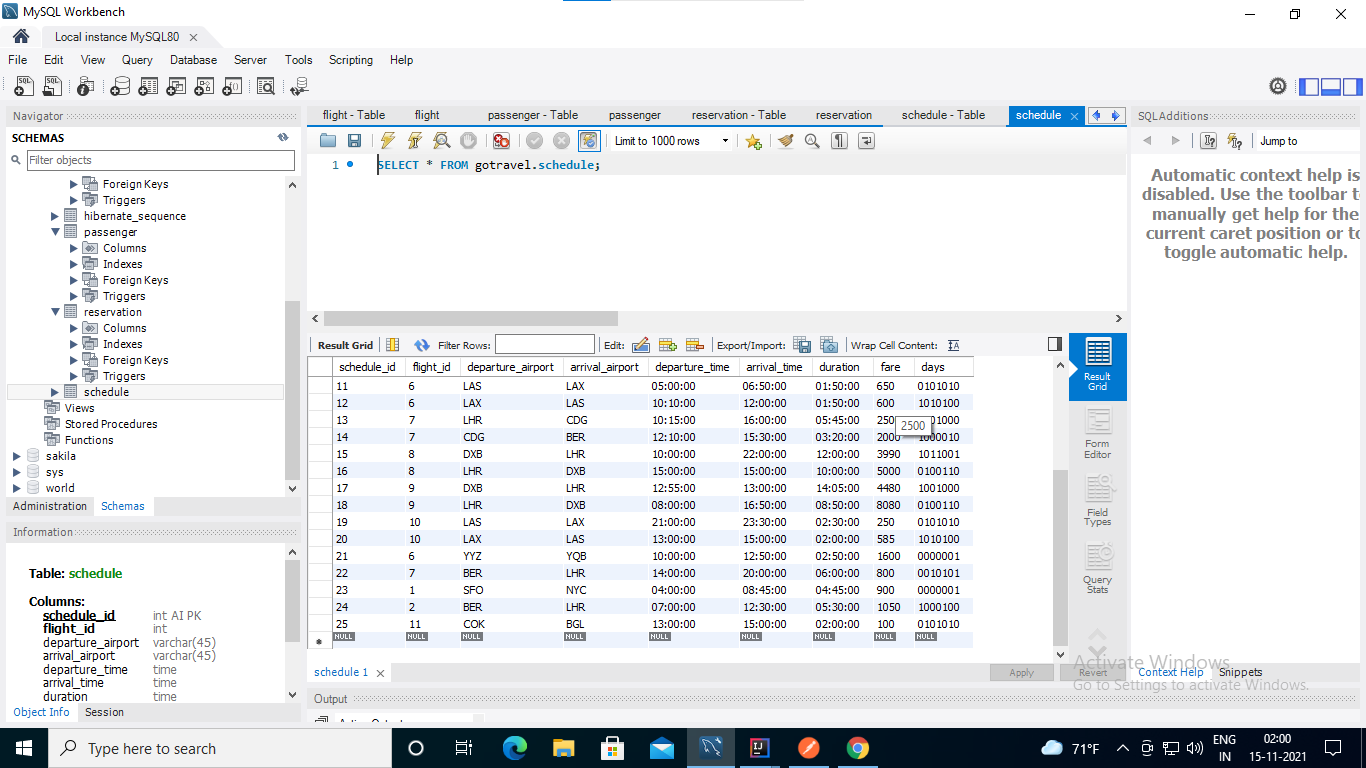 MySQL Workbench
Local instance MySQL80
File Edit View Query Database Server Tools Scripting Help
Navigator
SCHEMAS
Filter objects
Foreign Keys
Triggers
hibernate_sequence
passenger
Columns
Indexes
Foreign Keys
Triggers
reservation
Columns
Indexes
Foreign Keys
Triggers
schedule
Views
Stored Procedures
Functions
sakila
sys
world
Administration Schemas
Information
Table: schedule
Columns:
schedule_id int AI PK
flight_id int
departure_airport varchar(45)
arrival_airport varchar(45)
departure_time time
arrival_time time
duration time
Object Info Session
flight - Table flight passenger - Table passenger reservation - Table reservation schedule - Table schedule
Limit to 1000 rows
1 SELECT * FROM gotravel.schedule;
Result Grid Filter Rows: Edit: Export/Import: Wrap Cell Content:
schedule_id flight_id departure_airport arrival_airport departure_time arrival_time duration fare days
11 6 LAS LAX 05:00:00 06:50:00 01:50:00 650 0101010
12 6 LAX LAS 10:10:00 12:00:00 01:50:00 600 1010100
13 7 LHR CDG 10:15:00 16:00:00 05:45:00 250 01000
2500
14 7 CDG BER 12:10:00 15:30:00 03:20:00 2000 1000010
15 8 DXB LHR 10:00:00 22:00:00 12:00:00 3990 1011001
16 8 LHR DXB 15:00:00 15:00:00 10:00:00 5000 0100110
17 9 DXB LHR 12:55:00 13:00:00 14:05:00 4480 1001000
18 9 LHR DXB 08:00:00 16:50:00 08:50:00 8080 0100110
19 10 LAS LAX 21:00:00 23:30:00 02:30:00 250 0101010
20 10 LAX LAS 13:00:00 15:00:00 02:00:00 585 1010100
21 6 YYZ YQB 10:00:00 12:50:00 02:50:00 1600 0000001
22 7 BER LHR 14:00:00 20:00:00 06:00:00 800 0010101
23 1 SFO NYC 04:00:00 08:45:00 04:45:00 900 0000001
24 2 BER LHR 07:00:00 12:30:00 05:30:00 1050 1000100
25 11 COK BGL 13:00:00 15:00:00 02:00:00 100 0101010
NULL NULL NULL NULL NULL NULL NULL NULL NULL
Result Grid
Form Editor
Field Types
Query Stats
schedule 1
Apply Revert
Output
SQLAdditions
Jump to
Automatic context help is
disabled. Use the toolbar t
manually get help for the
current caret position or to
toggle automatic help.
Context Help Snippets
Activate Windows
Go to Settings to activate Windows.
Type here to search
71°F
ENG
IN
02:00
15-11-2021